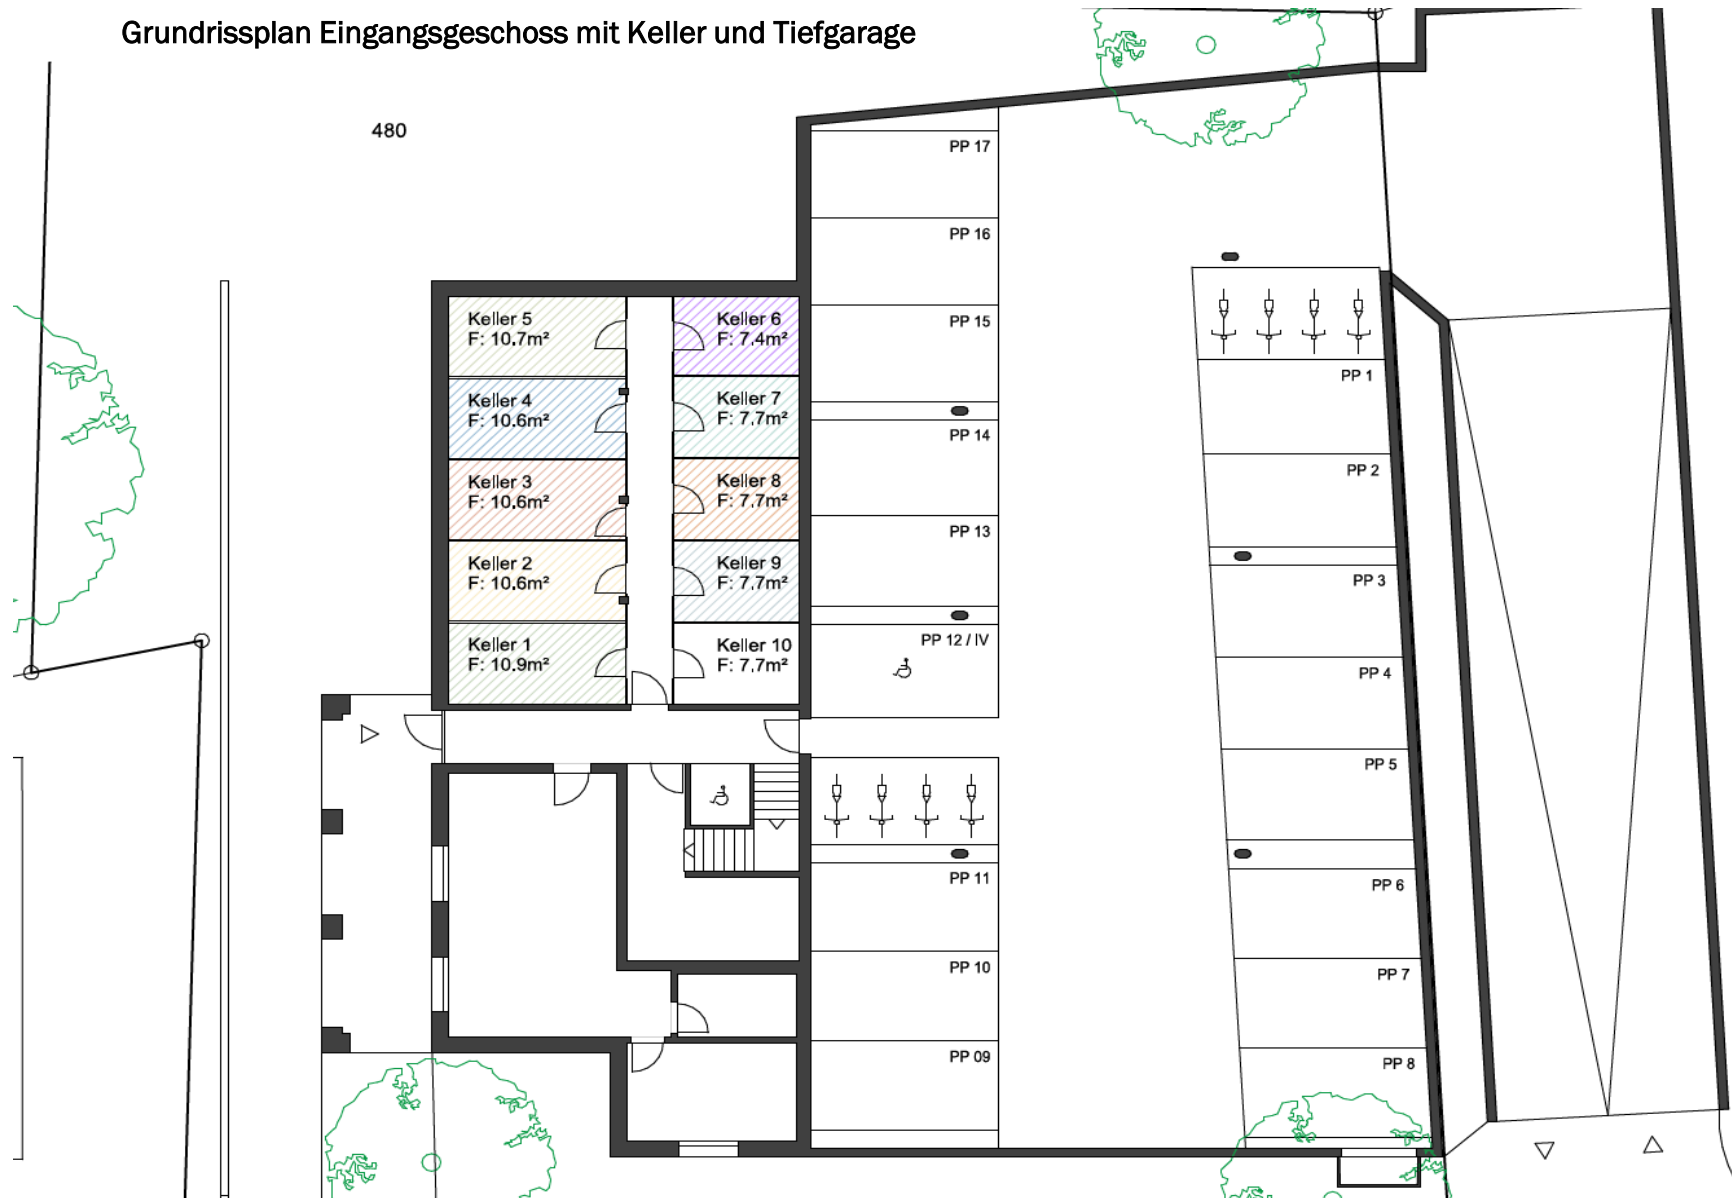 Grundrissplan Eingangsgeschoss mit Keller und Tiefgarage
480
Keller 5
F: 10.7m²
Keller 4
F: 10.6m²
Keller 3
F: 10.6m²
Keller 2
F: 10.6m²
Keller 1
F: 10.9m²
Keller 6
F: 7.4m²
Keller 7
F: 7.7m²
Keller 8
F: 7.7m²
Keller 9
F: 7.7m²
Keller 10
F: 7.7m²
PP 17
PP 16
PP 15
PP 14
PP 13
PP 12 / IV
PP 11
PP 10
PP 09
PP 1
PP 2
PP 3
PP 4
PP 5
PP 6
PP 7
PP 8